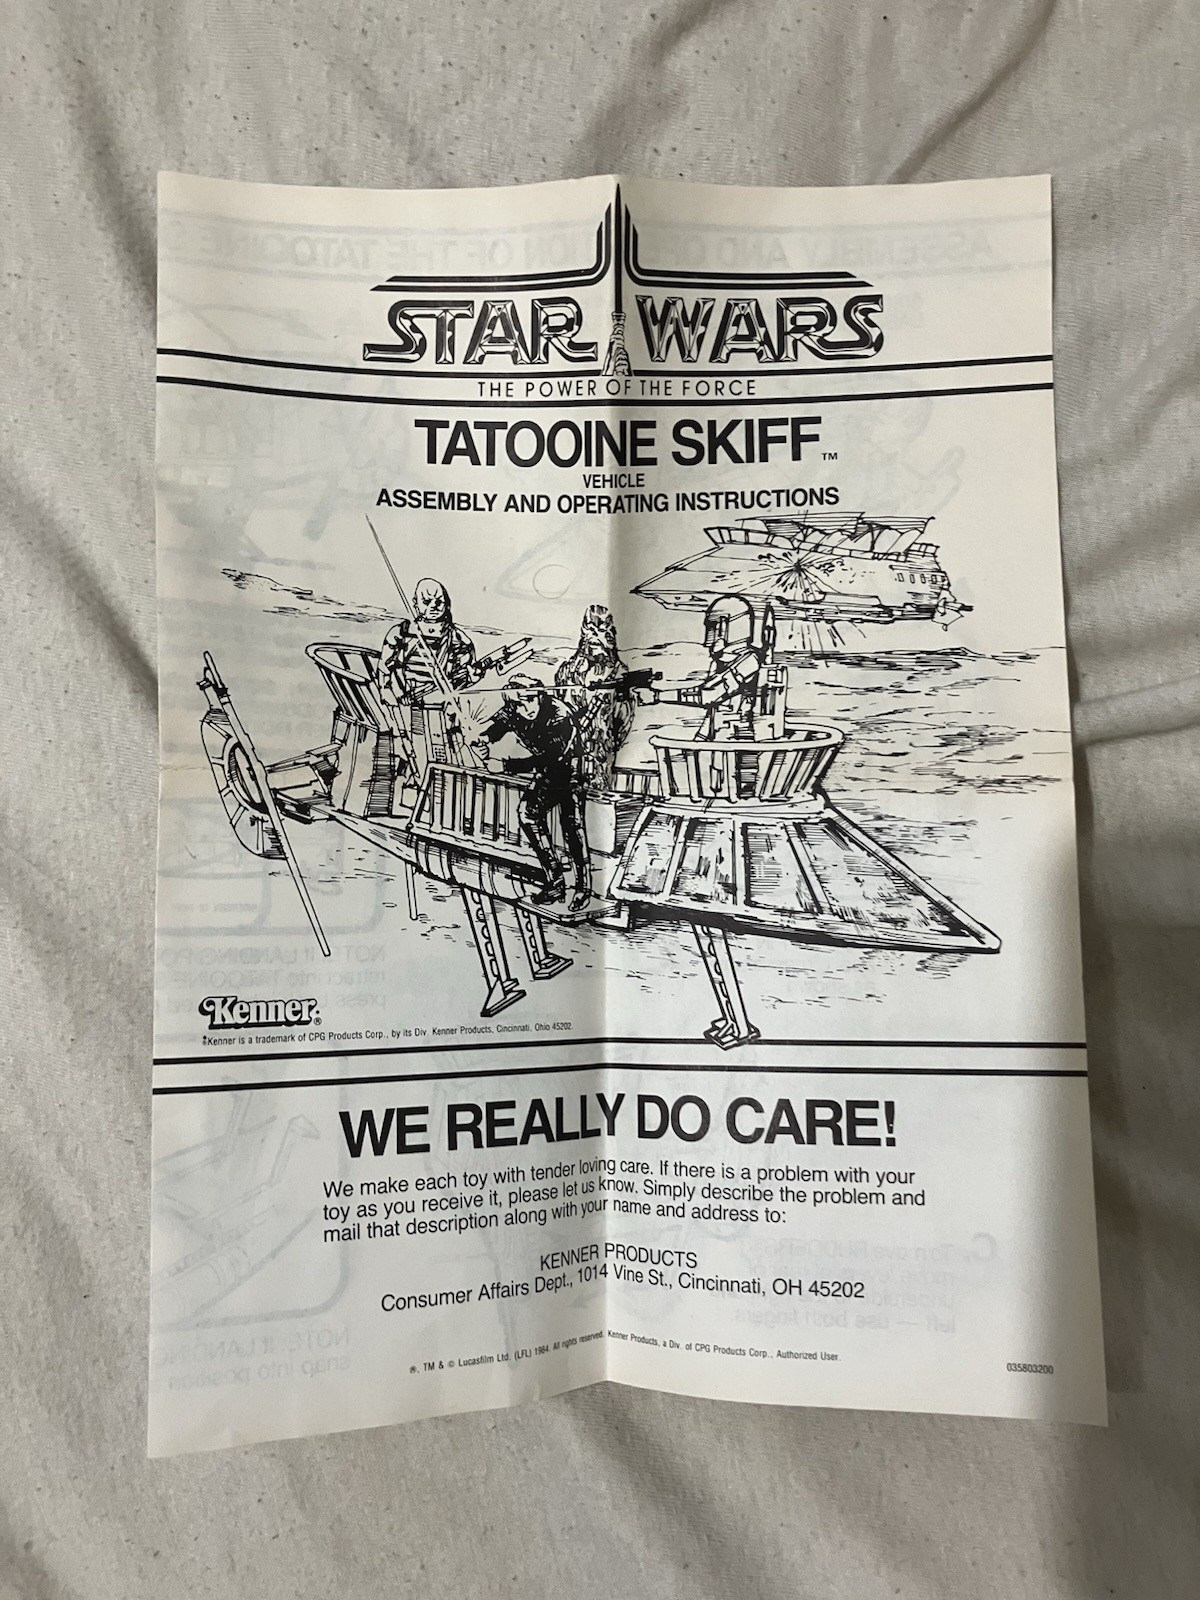 STAR WARS
THE POWER OF THE FORCE
TATOOINE SKIFF™
VEHICLE
ASSEMBLY AND OPERATING INSTRUCTIONS
Kenner®
®Kenner is a trademark of CPG Products Corp., by its Div. Kenner Products, Cincinnati, Ohio 45202.
WE REALLY DO CARE!
We make each toy with tender loving care. If there is a problem with your
toy as you receive it, please let us know. Simply describe the problem and
mail that description along with your name and address to:
KENNER PRODUCTS
Consumer Affairs Dept., 1014 Vine St., Cincinnati, OH 45202
®, TM & © Lucasfilm Ltd. (LFL) 1984. All rights reserved. Kenner Products, a Div. of CPG Products Corp., Authorized User.
035803200